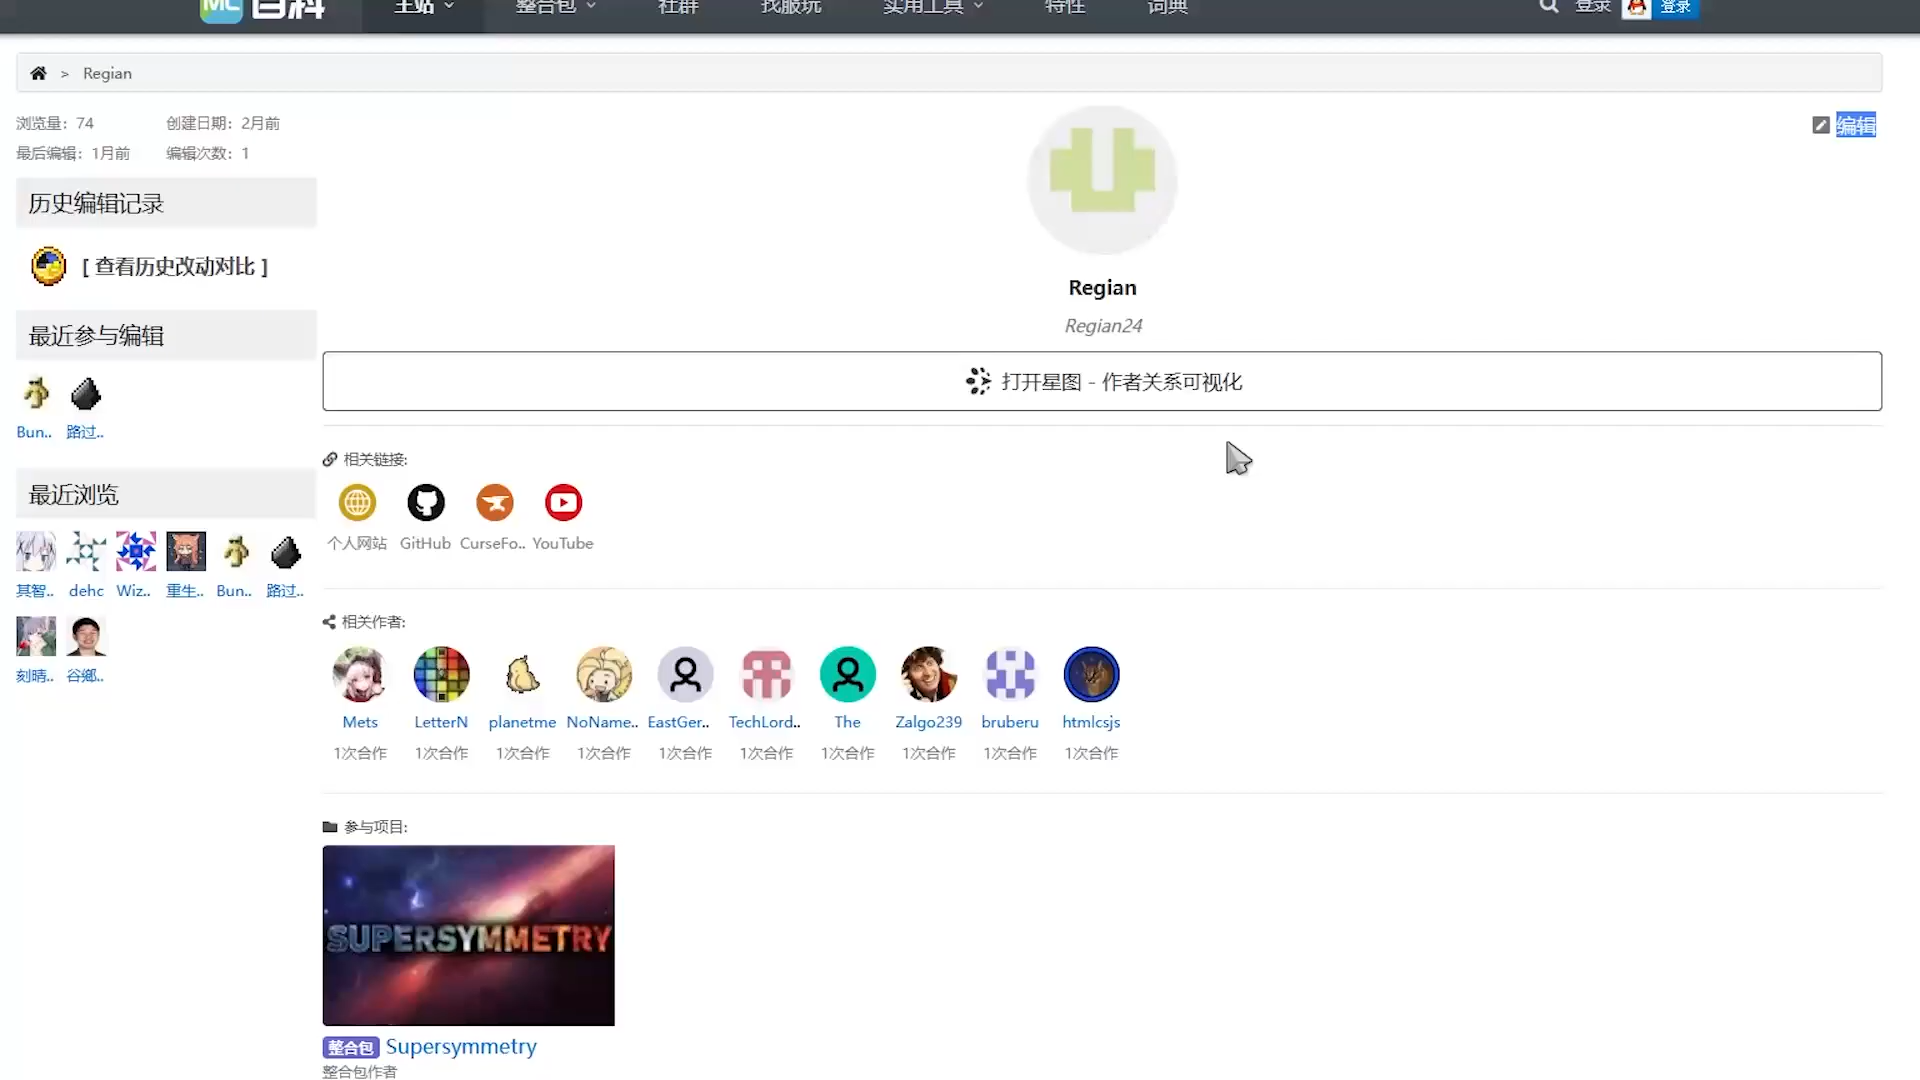 MC 百科 主站 整合包 社群 找服玩 实用工具 特性 词典 登录 登录
> Regian
浏览量：74 创建日期：2月前
最后编辑：1月前 编辑次数：1
编辑
历史编辑记录
[ 查看历史改动对比 ]
最近参与编辑
Bun.. 路过..
最近浏览
其智.. dehc Wiz.. 重生.. Bun.. 路过..
刻晴.. 谷鄉..
Regian
Regian24
打开星图 - 作者关系可视化
相关链接:
个人网站 GitHub CurseFo.. YouTube
相关作者:
Mets LetterN planetme NoName.. EastGer.. TechLord.. The Zalgo239 bruberu htmlcsjs
1次合作 1次合作 1次合作 1次合作 1次合作 1次合作 1次合作 1次合作 1次合作 1次合作
参与项目:
SUPERSYMMETRY
整合包 Supersymmetry
整合包作者